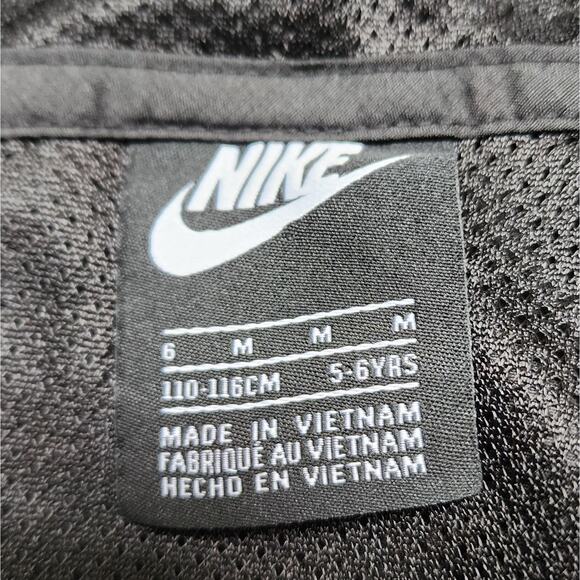 NIKE
6 M M M
110-116CM 5-6YRS
MADE IN VIETNAM
FABRIQUÉ AU VIETNAM
HECHO EN VIETNAM